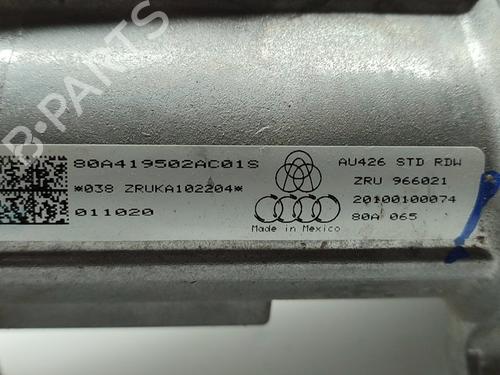 B-PARTS
80A419502AC01S
*038 ZRUKA102204*
011020
Made in Mexico
AU426 STD RDW
ZRU 966021
20100100074
80A 065